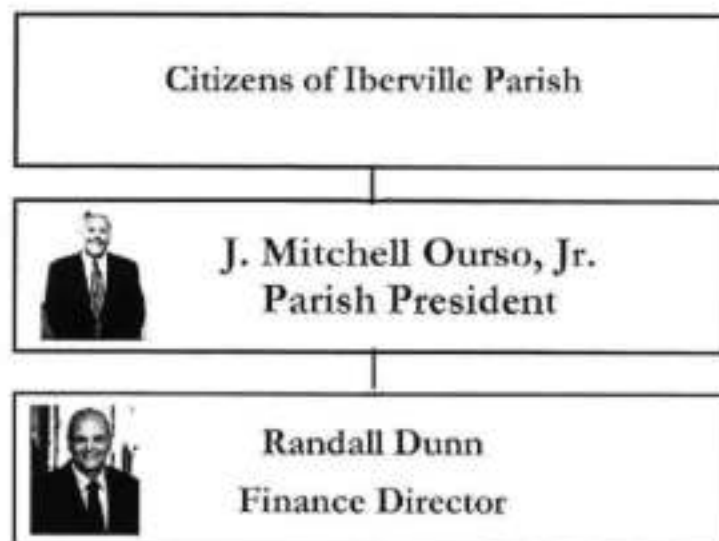 Citizens of Iberville Parish
J. Mitchell Ourso, Jr.
Parish President
Randall Dunn
Finance Director